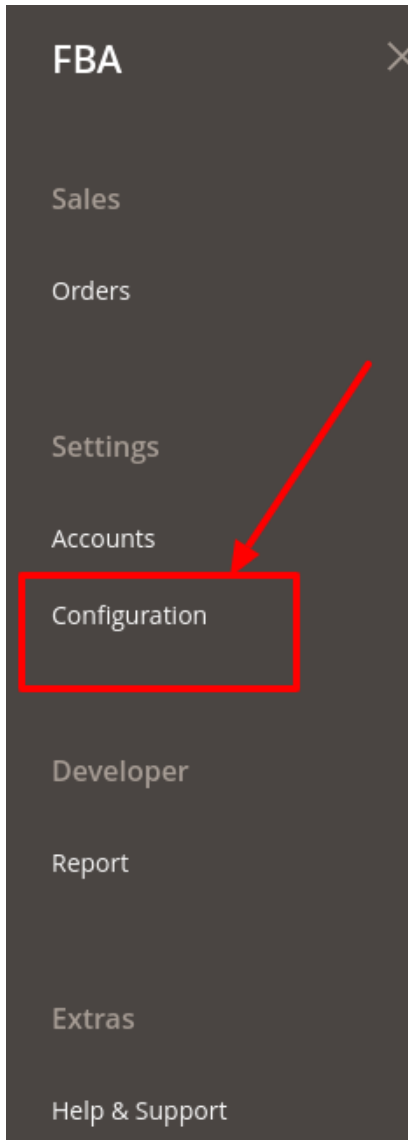 FBA
Sales
Orders
Settings
Accounts
Configuration
Developer
Report
Extras
Help & Support